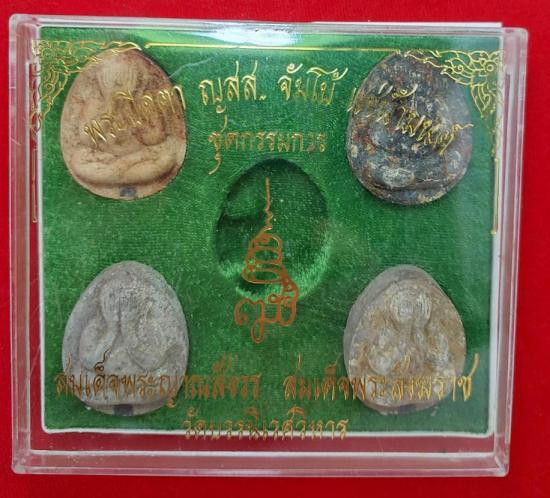 พระปิดตา ญสส. จัมโบ้
ชุดกรรมการ
สมเด็จพระญาณสังวร สมเด็จพระสังฆราช
วัดบวรนิเวศวิหาร